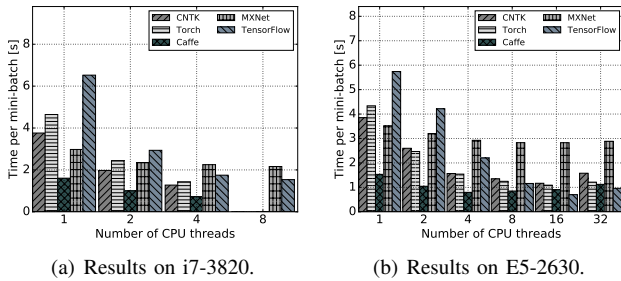 CNTK
Torch
Caffe
MXNet
TensorFlow
Time per mini-batch [s]
8
6
4
2
0
1 2 4 8
Number of CPU threads
(a) Results on i7-3820.
CNTK
Torch
Caffe
MXNet
TensorFlow
Time per mini-batch [s]
8
7
6
5
4
3
2
1
0
1 2 4 8 16 32
Number of CPU threads
(b) Results on E5-2630.